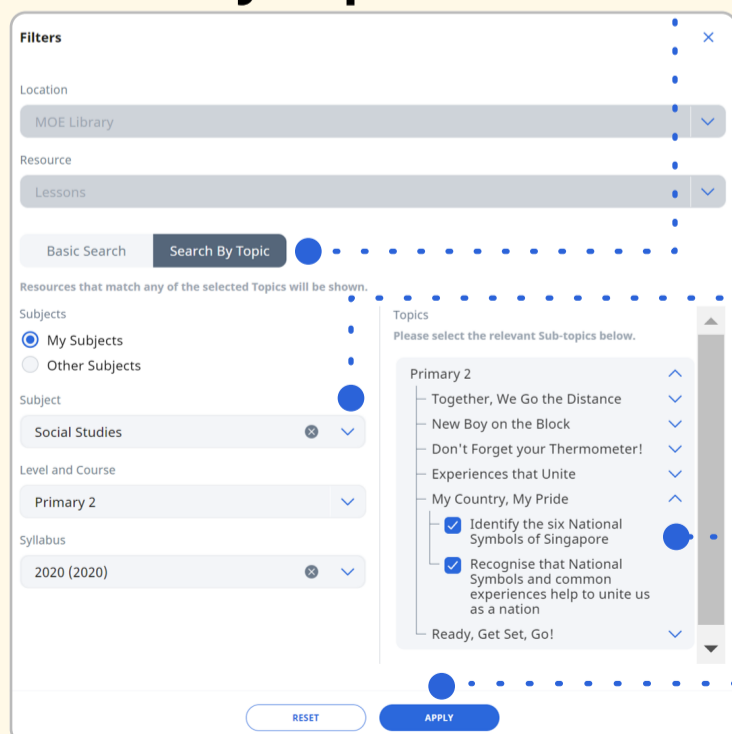 Filters
Location
MOE Library
Resource
Lessons
Basic Search
Search By Topic
Resources that match any of the selected Topics will be shown.
Subjects
My Subjects
Other Subjects
Subject
Social Studies
Level and Course
Primary 2
Syllabus
2020 (2020)
Topics
Please select the relevant Sub-topics below.
Primary 2
Together, We Go the Distance
New Boy on the Block
Don't Forget your Thermometer!
Experiences that Unite
My Country, My Pride
Identify the six National
Symbols of Singapore
Recognise that National
Symbols and common
experiences help to unite us
as a nation
Ready, Get Set, Go!
RESET
APPLY